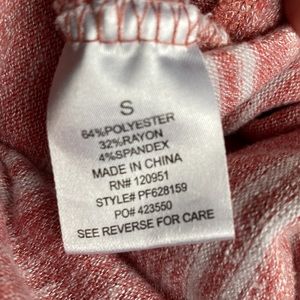 S
64%POLYESTER
32%RAYON
4%SPANDEX
MADE IN CHINA
RN# 120951
STYLE# PF628159
PO# 423550
SEE REVERSE FOR CARE